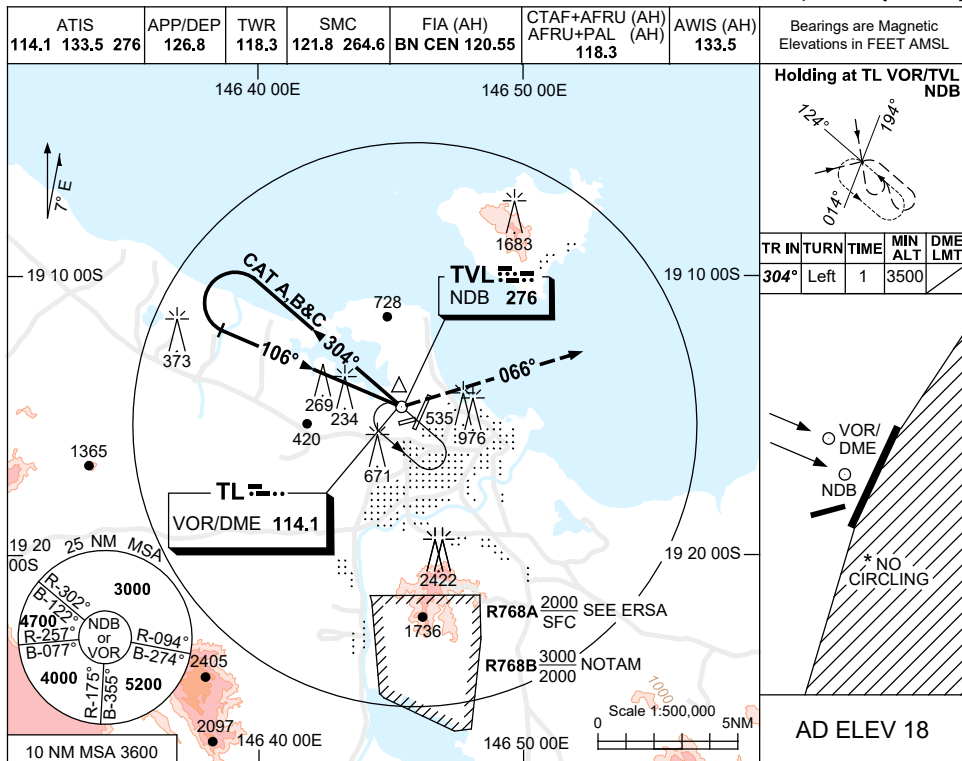 ATIS
114.1 133.5 276
APP/DEP
126.8
TWR
118.3
SMC
121.8 264.6
FIA (AH)
BN CEN 120.55
CTAF+AFRU (AH)
AFRU+PAL (AH)
118.3
AWIS (AH)
133.5
Bearings are Magnetic
Elevations in FEET AMSL
146 40 00E
146 50 00E
7° E
19 10 00S
19 10 00S
1683
TVL
NDB 276
728
CAT A,B&C
304°
106°
066°
373
269
234
535
976
420
671
1365
TL
VOR/DME 114.1
19 20
00S
19 20 00S
2422
1736
R768A 2000
SFC
SEE ERSA
R768B 3000
2000
NOTAM
25 NM MSA
3000
R-302°
B-122°
4700
R-257°
B-077°
NDB
or
VOR
R-094°
B-274°
4000
R-175°
B-355°
5200
2405
2097
1000
Scale 1:500,000
0
5NM
10 NM MSA 3600
146 40 00E
146 50 00E
Holding at TL VOR/TVL
NDB
124°
194°
014°
TR IN
TURN
TIME
MIN
ALT
DME
LMT
304°
Left
1
3500
VOR/
DME
NDB
* NO
CIRCLING
AD ELEV 18